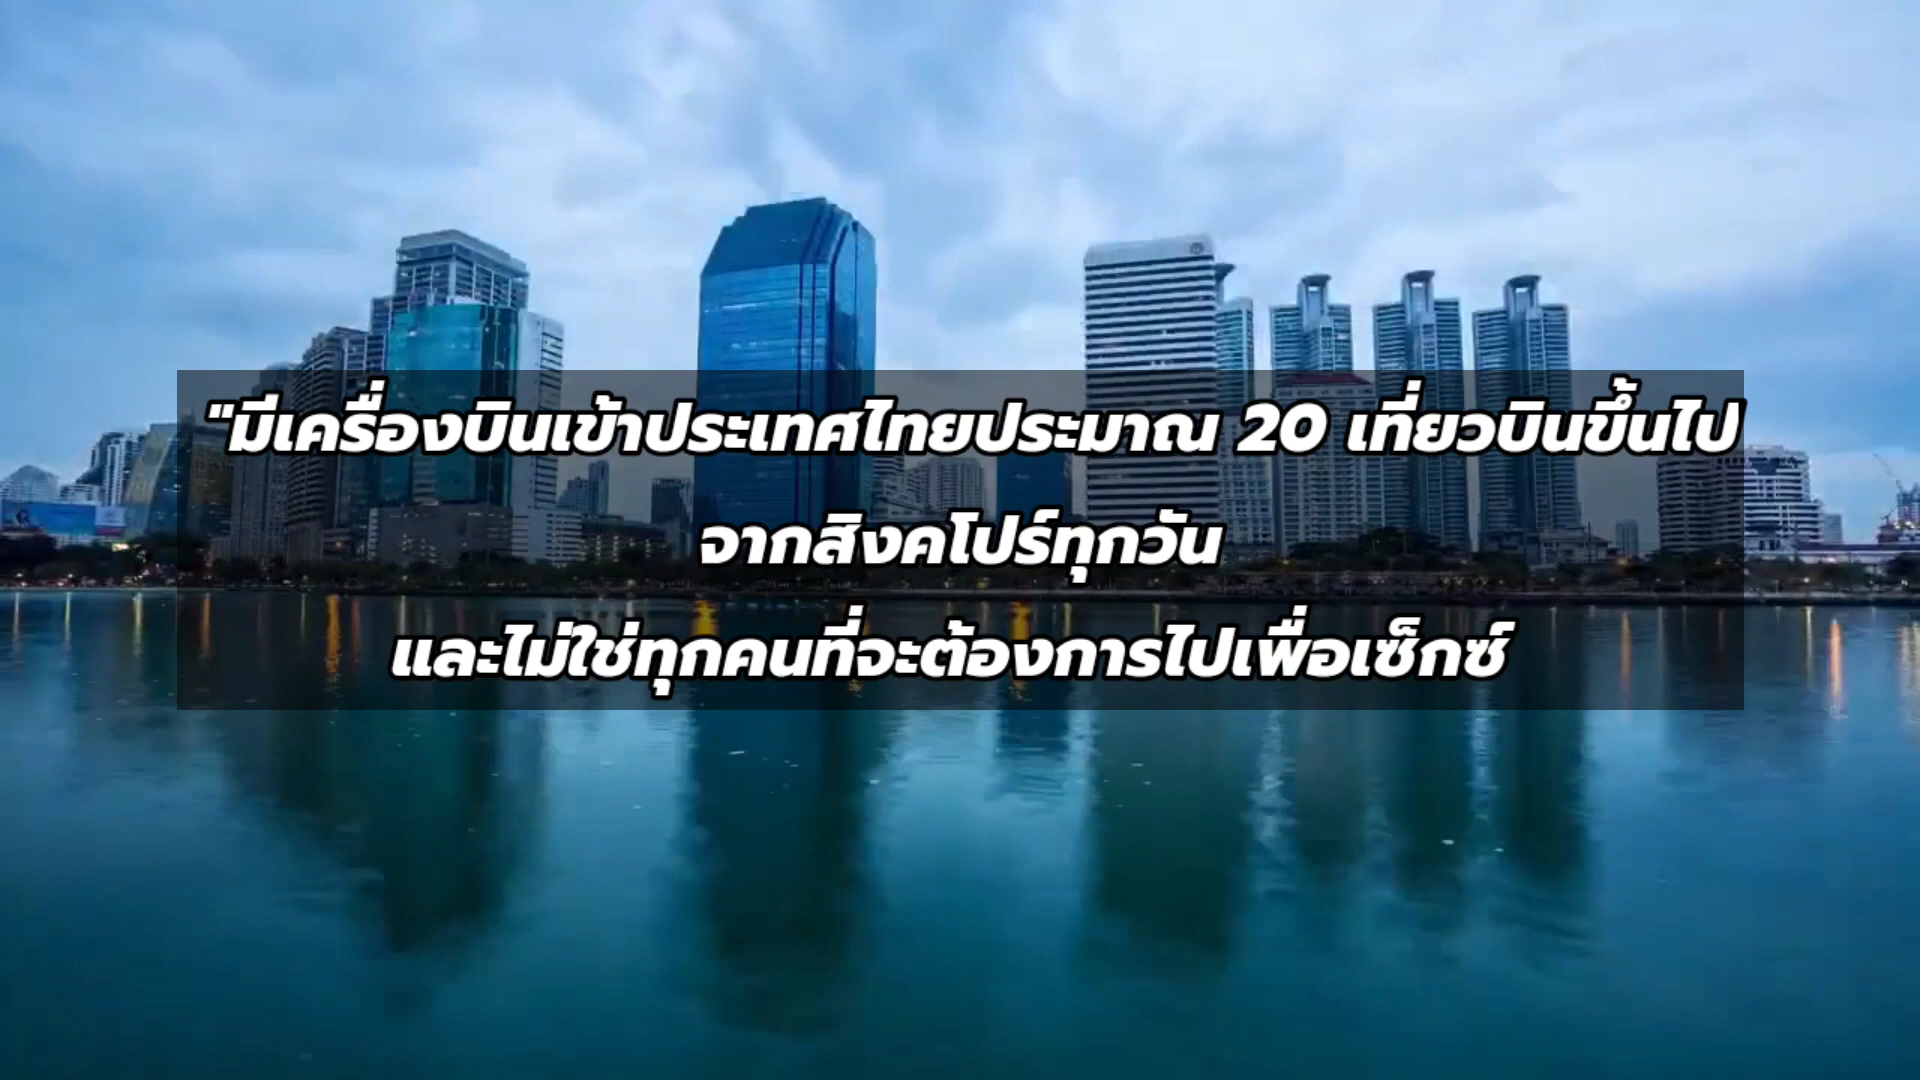 "มีเครื่องบินเข้าประเทศไทยประมาณ 20 เที่ยวบินขึ้นไป
จากสิงคโปร์ทุกวัน
และไม่ใช่ทุกคนที่จะต้องการไปเพื่อเซ็กซ์